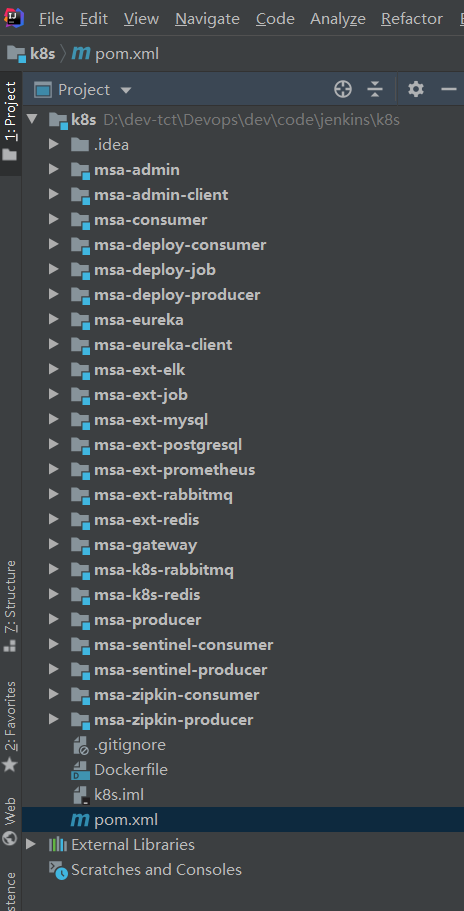 File Edit View Navigate Code Analyze Refactor
k8s pom.xml
1: Project
Project
k8s D:\dev-tct\Devops\dev\code\jenkins\k8s
.idea
msa-admin
msa-admin-client
msa-consumer
msa-deploy-consumer
msa-deploy-job
msa-deploy-producer
msa-eureka
msa-eureka-client
msa-ext-elk
msa-ext-job
msa-ext-mysql
msa-ext-postgresql
msa-ext-prometheus
msa-ext-rabbitmq
msa-ext-redis
msa-gateway
msa-k8s-rabbitmq
msa-k8s-redis
msa-producer
msa-sentinel-consumer
msa-sentinel-producer
msa-zipkin-consumer
msa-zipkin-producer
.gitignore
Dockerfile
k8s.iml
pom.xml
External Libraries
Scratches and Consoles
7: Structure
2: Favorites
Web